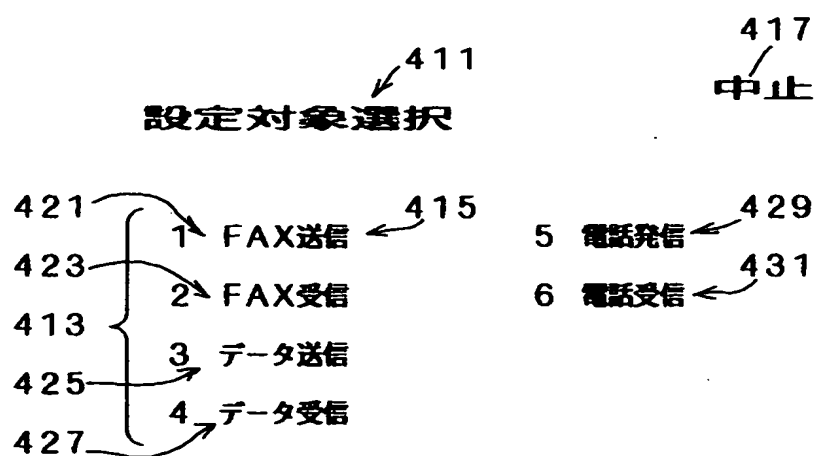 417
411
中止
設定対象選択
421 415 429
1 FAX送信 5 電話発信
423 431
2 FAX受信 6 電話受信
413
3 データ送信
425
4 データ受信
427